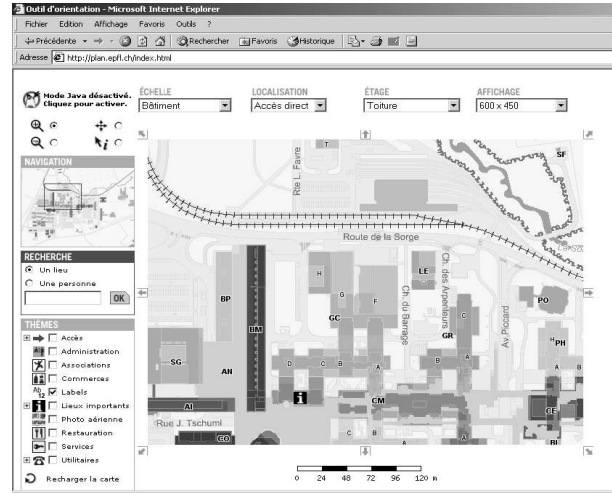 Outil d'orientation - Microsoft Internet Explorer
Fichier Edition Affichage Favoris Outils ?
Précédente Rechercher Favoris Historique
Adresse http://plan.epfl.ch/index.html
Mode Java désactivé.
Cliquez pour activer.
ÉCHELLE LOCALISATION ÉTAGE AFFICHAGE
Bâtiment Accès direct Toiture 600 x 450
NAVIGATION
RECHERCHE
Un lieu
Une personne
OK
THÈMES
Accès
Administration
Associations
Commerces
Ab 12 Labels
Lieux importants
Photo aérienne
Restauration
Services
Utilitaires
Recharger la carte
T
SF
Rte L. Favre
Route de la Sorge
H
LE
Ch. du Barrage
Ch. des Arpenteurs
Av. Piccard
BP
G
F
C
PO
GC
BM
GR
H
PH
SG
AN
D
C
B
A
B
A
A
i
CM
AI
CE
Rue J. Tschumi
CO
C
B
A
A
BI
0 24 48 72 96 120 m